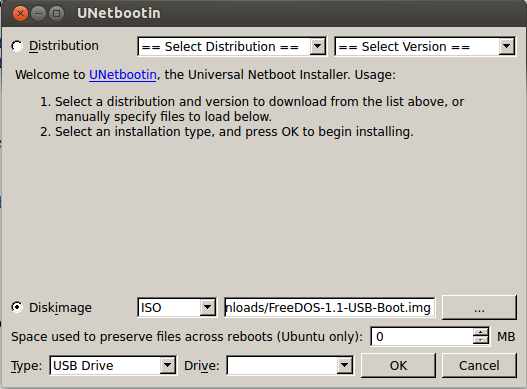 UNetbootin
Distribution == Select Distribution == == Select Version ==
Welcome to UNetbootin, the Universal Netboot Installer. Usage:
1. Select a distribution and version to download from the list above, or
manually specify files to load below.
2. Select an installation type, and press OK to begin installing.
Diskimage ISO nloads/FreeDOS-1.1-USB-Boot.img ...
Space used to preserve files across reboots (Ubuntu only): 0 MB
Type: USB Drive Drive: OK Cancel